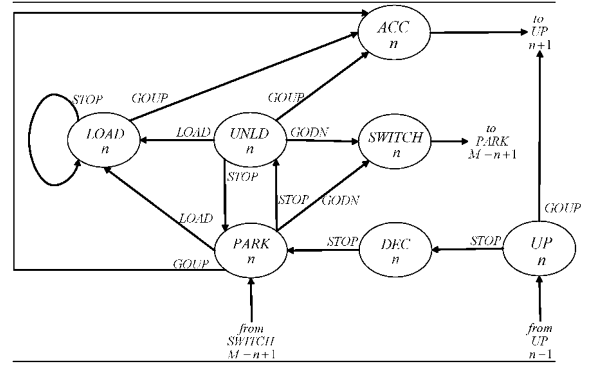 ACC
n
to
UP
n+1
STOP
GOUP
GOUP
LOAD
n
LOAD
UNLD
n
GODN
SWITCH
n
to
PARK
M−n+1
STOP
STOP
GODN
LOAD
GOUP
PARK
n
STOP
DEC
n
STOP
UP
n
GOUP
GOUP
from
SWITCH
M−n+1
from
UP
n−1